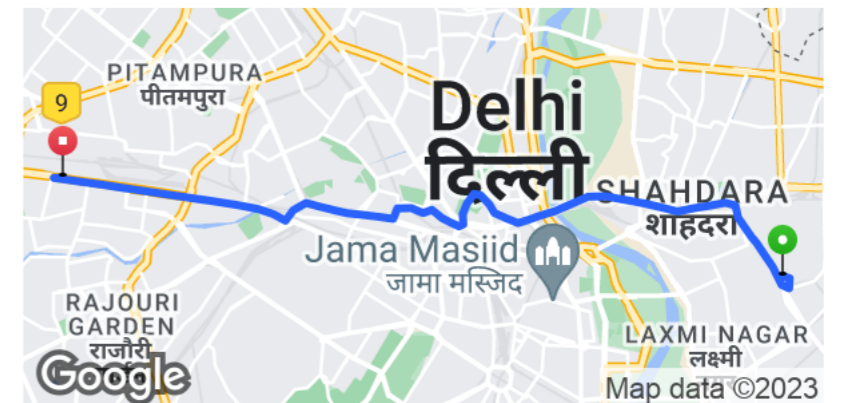 PITAMPURA
पीतमपुरा
9
Delhi
दिल्ली
SHAHDARA
शाहदरा
Jama Masjid
जामा मस्जिद
RAJOURI
GARDEN
राजौरी
LAXMI NAGAR
लक्ष्मी
Google
Map data ©2023